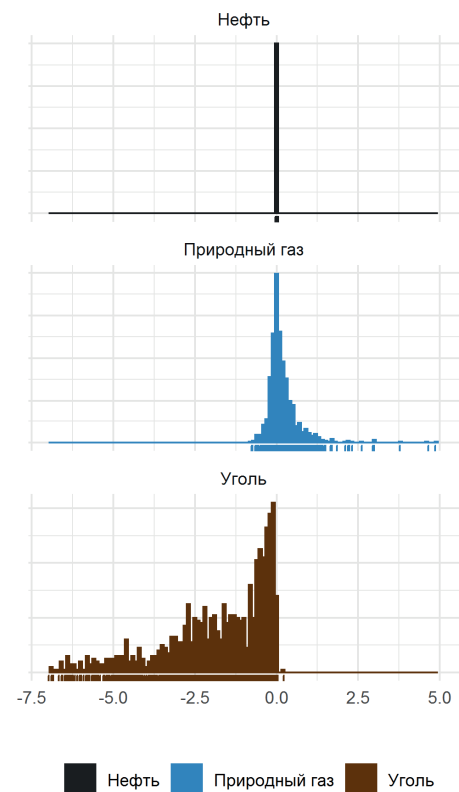 Нефть
Природный газ
Уголь
-7.5 -5.0 -2.5 0.0 2.5 5.0
Нефть Природный газ Уголь